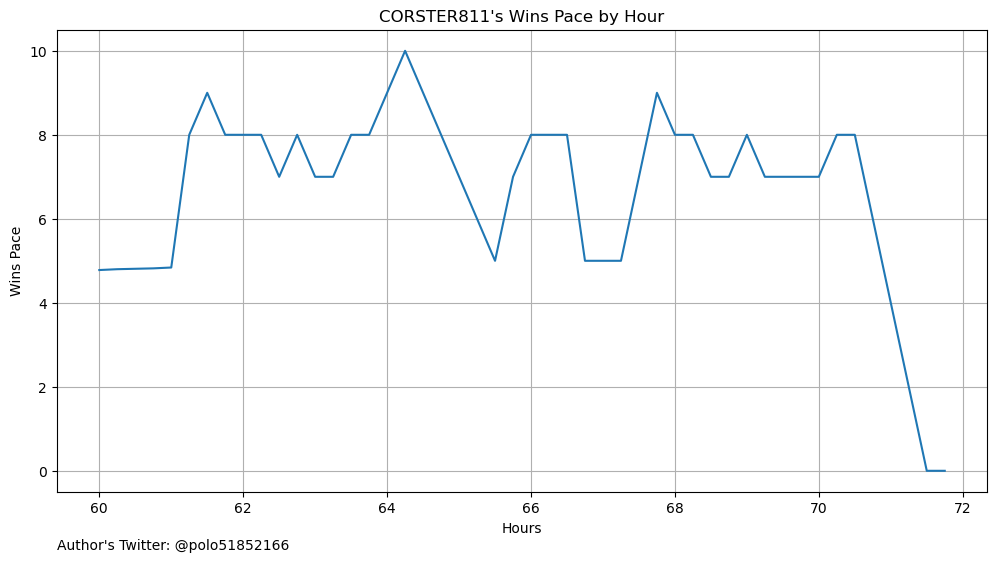 CORSTER811's Wins Pace by Hour
10
8
6
4
2
0
Wins Pace
60 62 64 66 68 70 72
Hours
Author's Twitter: @polo51852166